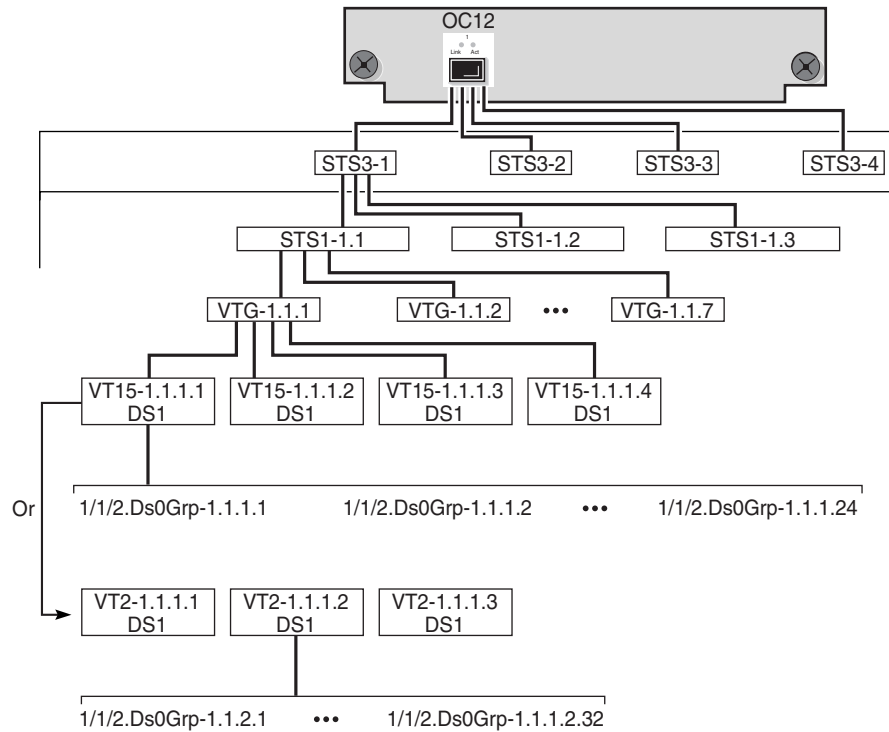 OC12
1
Link Act
STS3-1 STS3-2 STS3-3 STS3-4
STS1-1.1 STS1-1.2 STS1-1.3
VTG-1.1.1 VTG-1.1.2 ••• VTG-1.1.7
VT15-1.1.1.1 VT15-1.1.1.2 VT15-1.1.1.3 VT15-1.1.1.4
DS1 DS1 DS1 DS1
Or
1/1/2.Ds0Grp-1.1.1.1 1/1/2.Ds0Grp-1.1.1.2 ••• 1/1/2.Ds0Grp-1.1.1.24
VT2-1.1.1.1 VT2-1.1.1.2 VT2-1.1.1.3
DS1 DS1 DS1
1/1/2.Ds0Grp-1.1.2.1 ••• 1/1/2.Ds0Grp-1.1.1.2.32